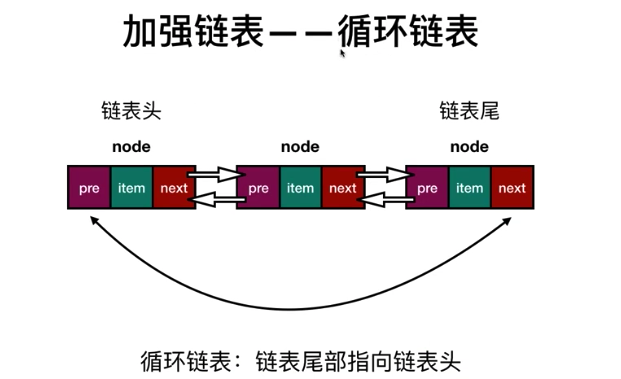 加强链表——循环链表
链表头 链表尾
node node node
pre item next pre item next pre item next
循环链表：链表尾部指向链表头